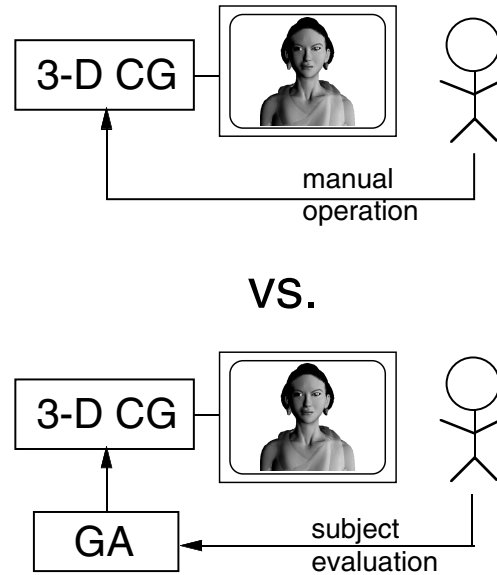 3-D CG
manual
operation
vs.
3-D CG
GA
subject
evaluation